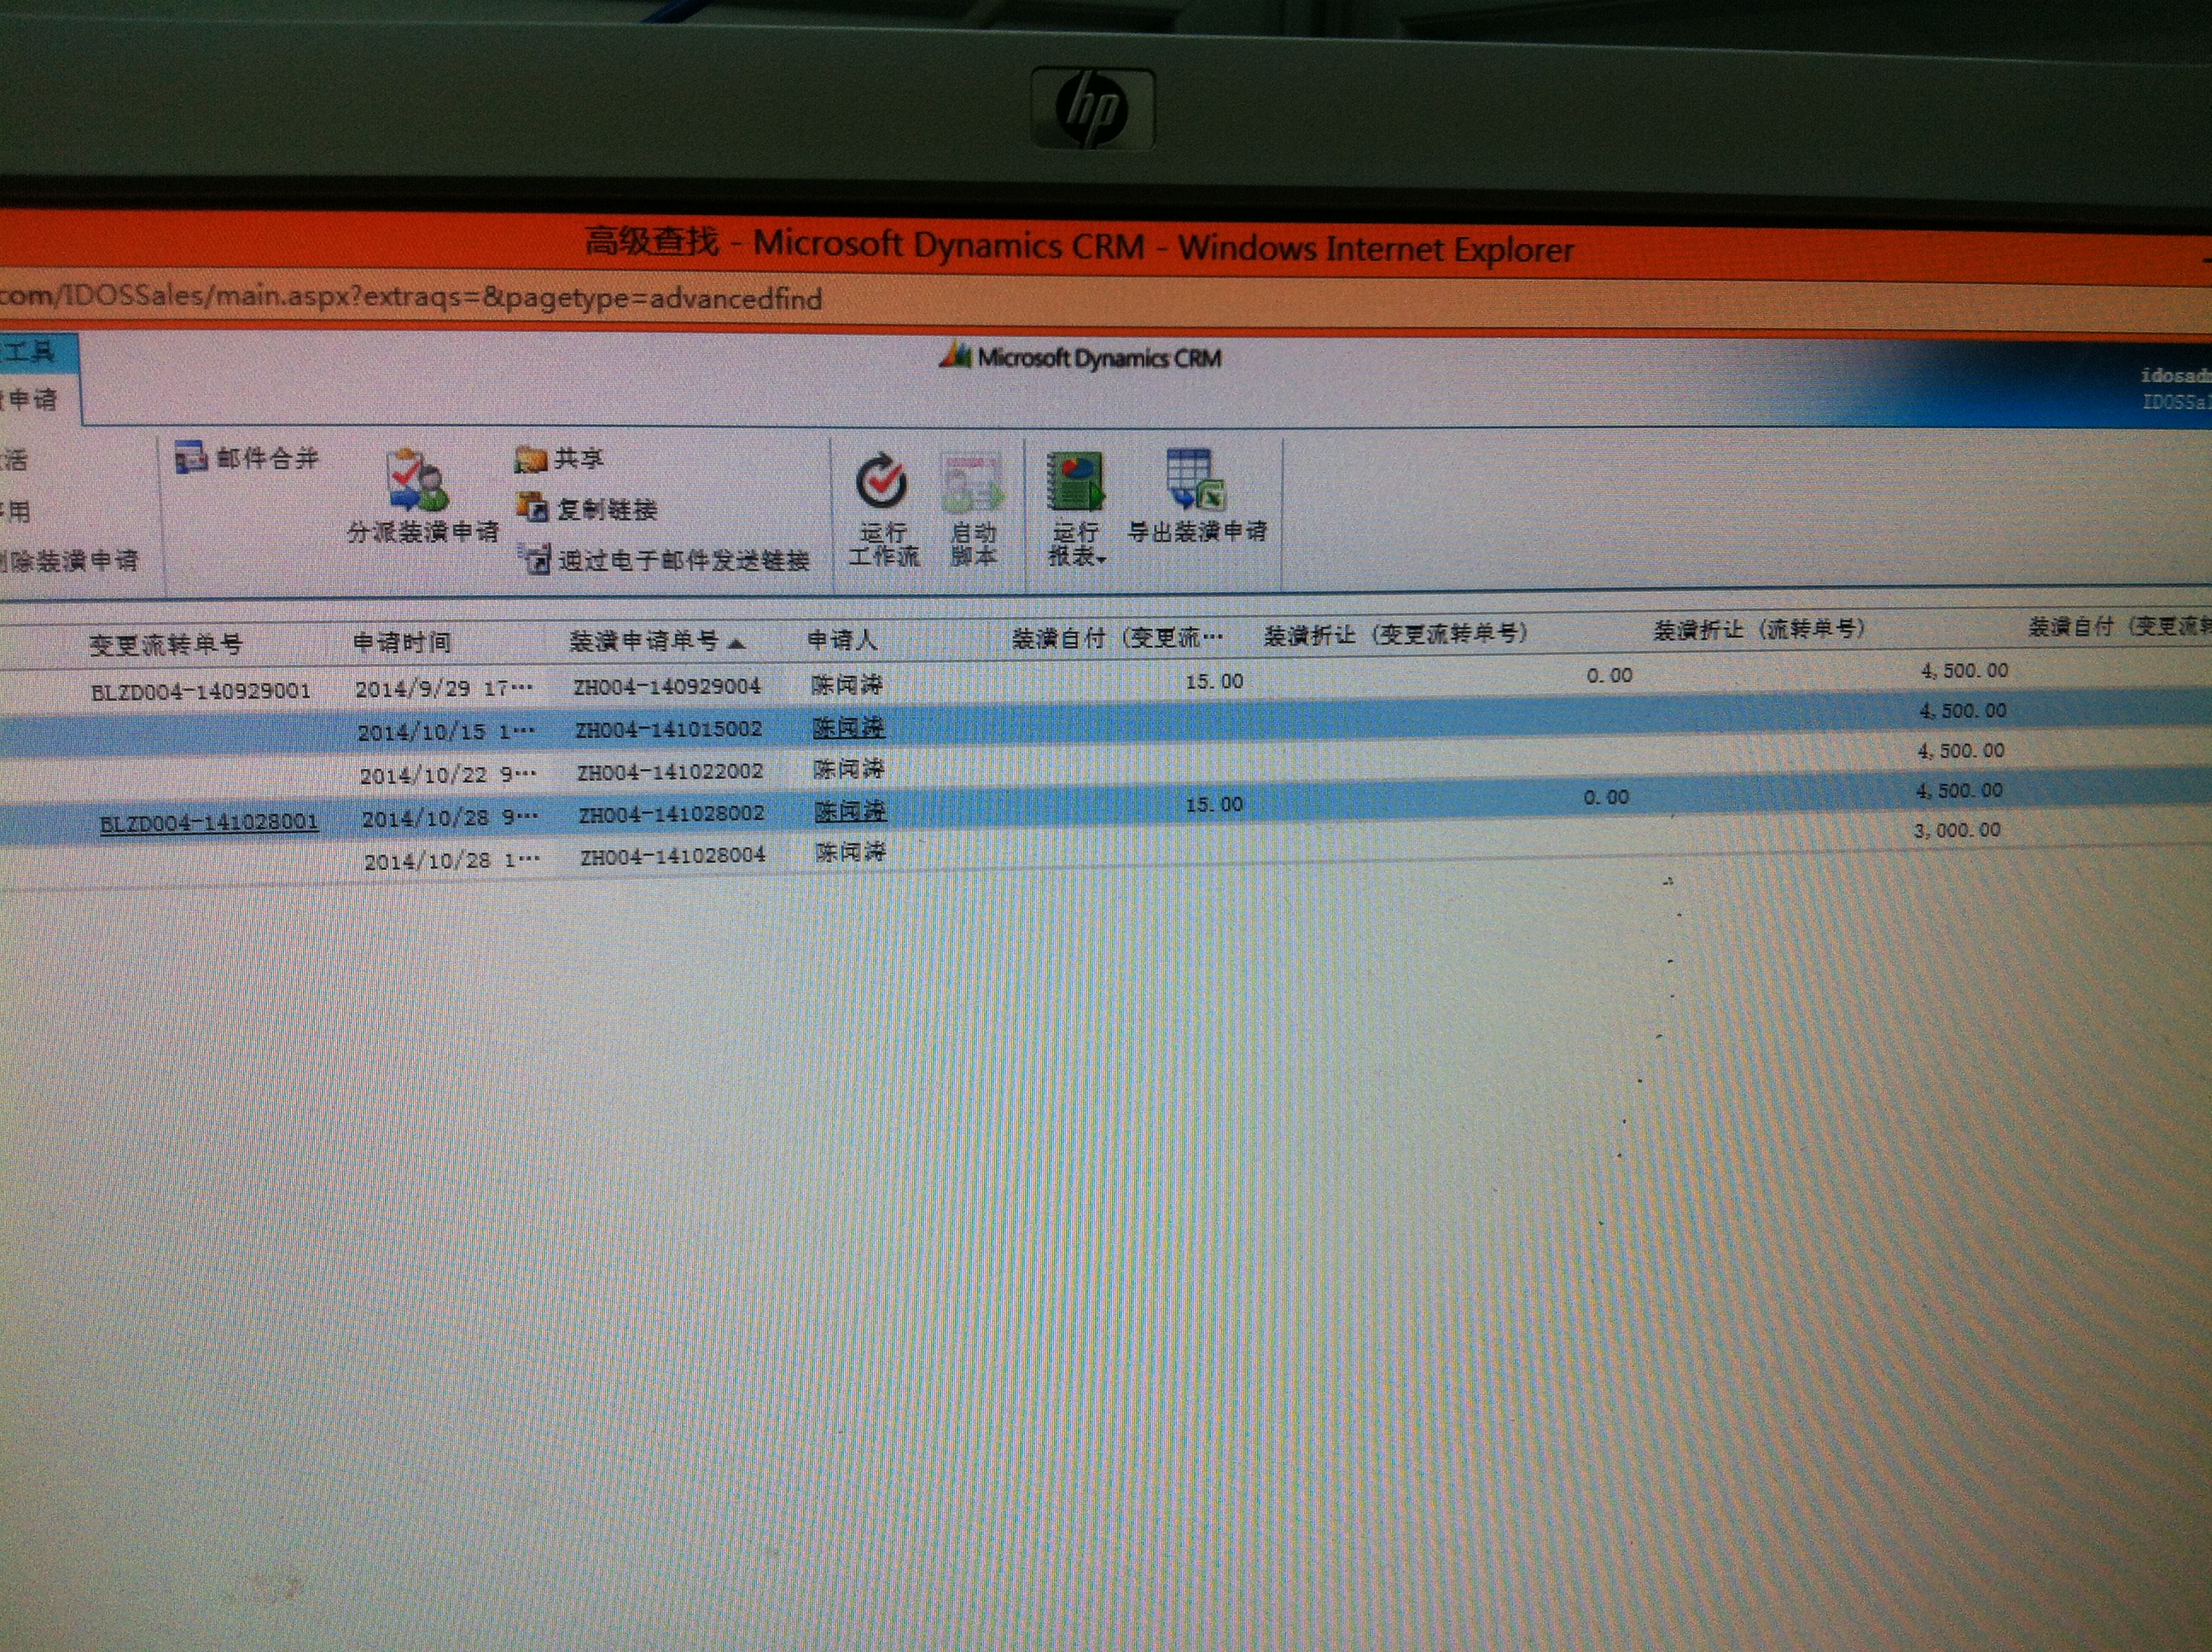 hp
高级查找 - Microsoft Dynamics CRM - Windows Internet Explorer
com/IDOSSales/main.aspx?extraqs=&pagetype=advancedfind
工具
Microsoft Dynamics CRM
申请
邮件合并
分派装潢申请
共享
复制链接
通过电子邮件发送链接
运行
工作流
启动
脚本
运行
报表
导出装潢申请
活
用
除装潢申请
变更流转单号 申请时间 装潢申请单号 申请人 装潢自付（变更流… 装潢折让（变更流转单号） 装潢折让（流转单号） 装潢自付（变更流转
BLZD004-140929001 2014/9/29 17… ZH004-140929004 陈闻涛 15.00 0.00 4,500.00
2014/10/15 1… ZH004-141015002 陈闻涛 4,500.00
2014/10/22 9… ZH004-141022002 陈闻涛 4,500.00
BLZD004-141028001 2014/10/28 9… ZH004-141028002 陈闻涛 15.00 0.00 4,500.00
2014/10/28 1… ZH004-141028004 陈闻涛 3,000.00